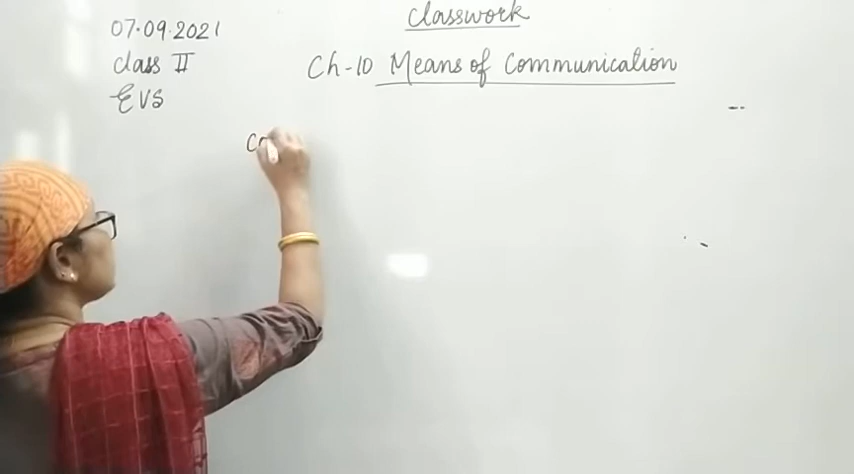 Classwork
07.09.2021
Class II
Ch-10 Means of Communication
EVS